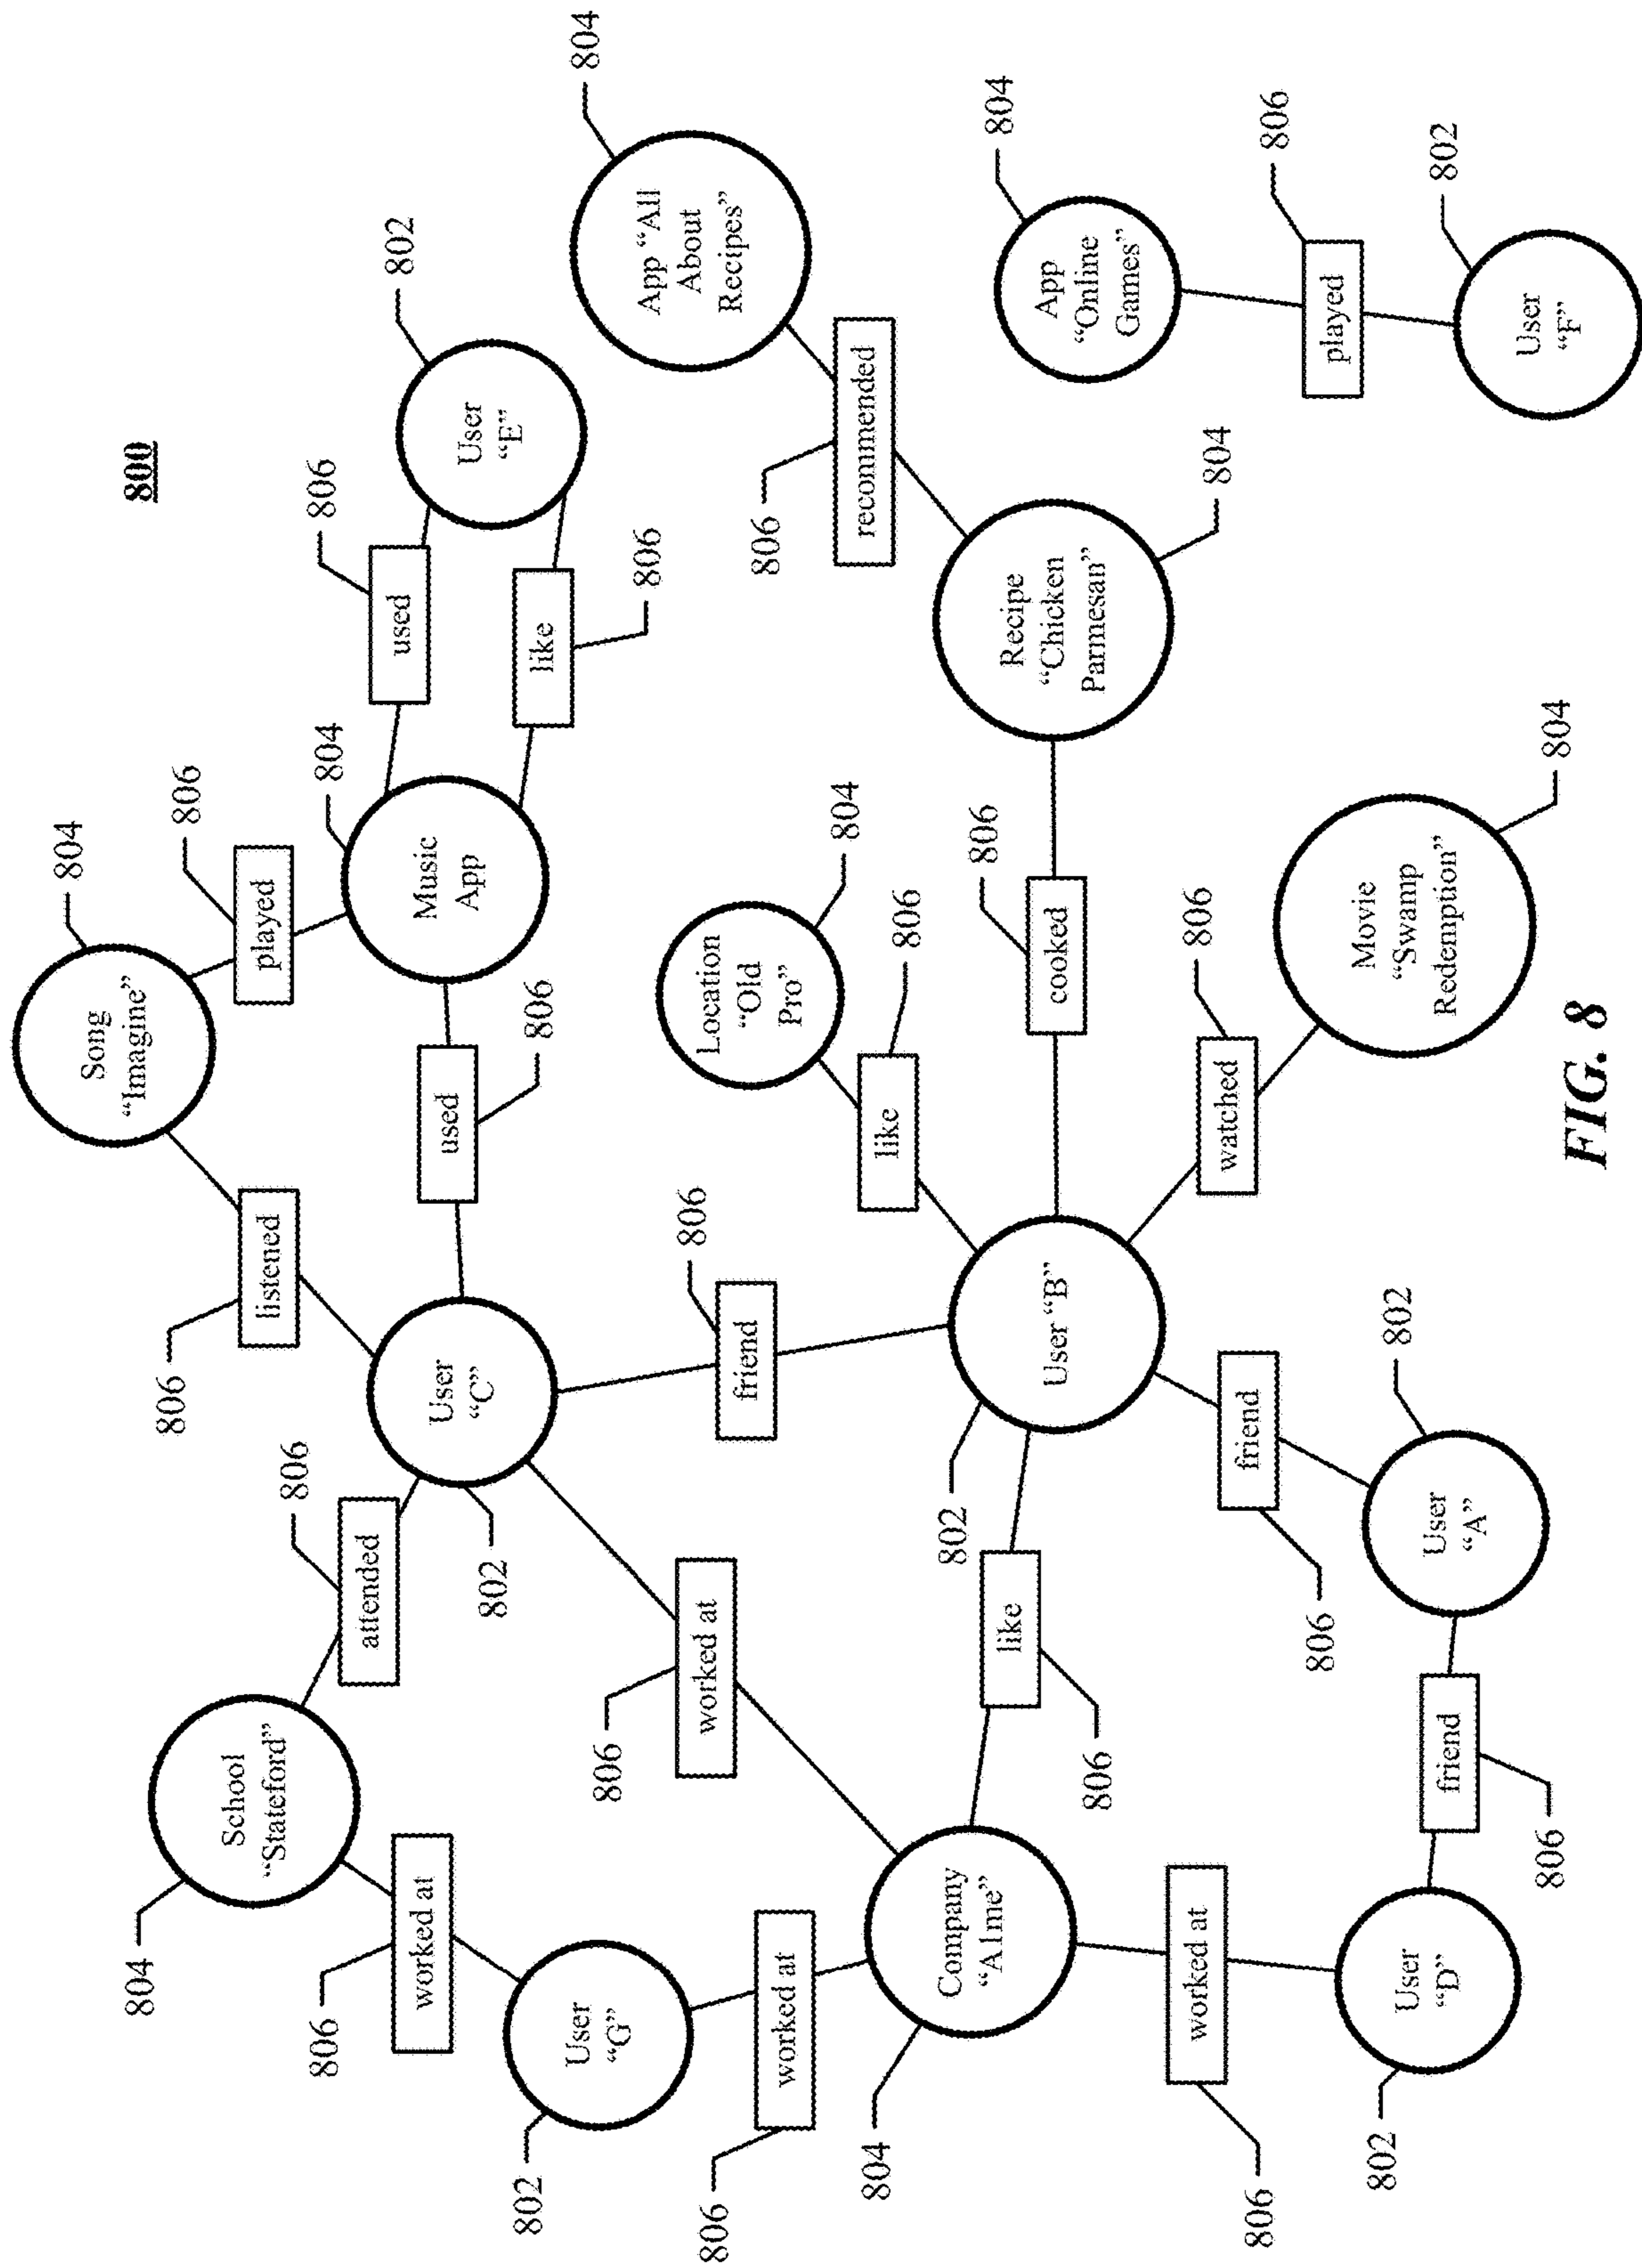 804
Song
“Imagine”
800
804
806
806
School
“Stateford”
listened
played
806
806
806
804
attended
used
802
worked at
Music
App
User
“C”
used
User
“E”
802
802
806
like
User
“G”
804
806
806
App “All
About
Recipes”
806
worked at
Location
“Old
Pro”
806
friend
806
worked at
804
recommended
804
like
806
Company
“A1me”
802
806
804
like
Recipe
“Chicken
Parmesan”
App
“Online
Games”
User “B”
cooked
806
worked at
806
804
watched
friend
806
806
806
played
Movie
“Swamp
Redemption”
802
802
User
“D”
User
“A”
802
friend
User
“F”
806
804
FIG. 8